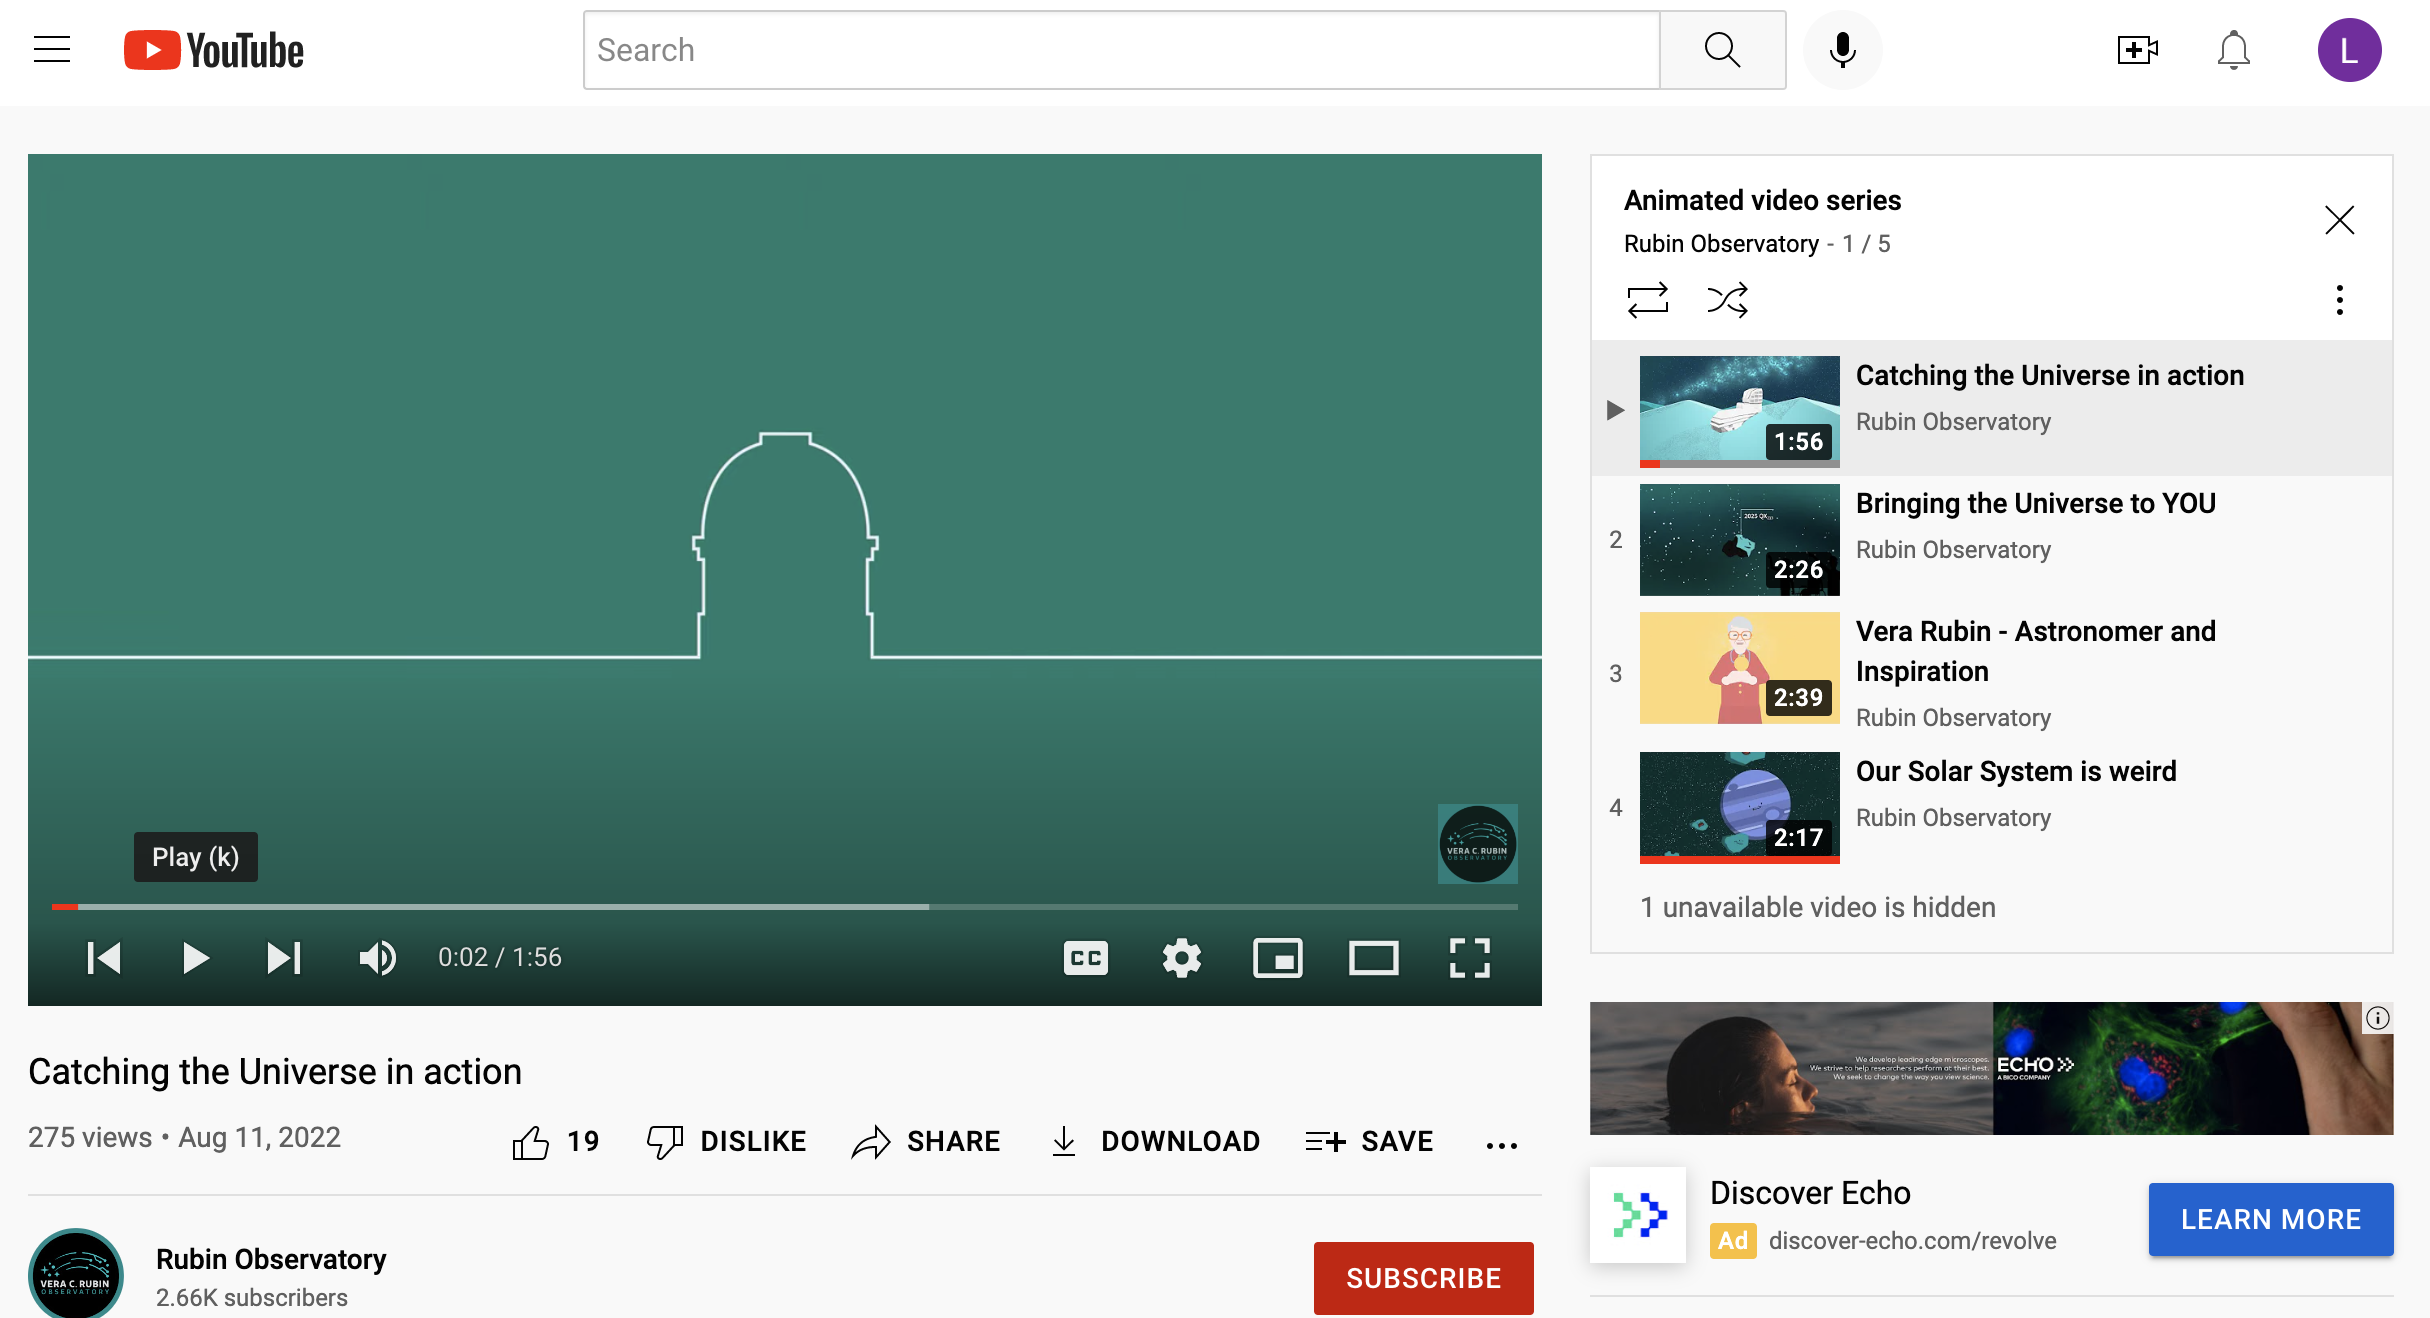 YouTube
Search
L
Play (k)
VERA C. RUBIN
OBSERVATORY
0:02 / 1:56
CC
Catching the Universe in action
275 views • Aug 11, 2022
19
DISLIKE
SHARE
DOWNLOAD
SAVE
VERA C. RUBIN
OBSERVATORY
Rubin Observatory
2.66K subscribers
SUBSCRIBE
Animated video series
Rubin Observatory - 1 / 5
1:56
Catching the Universe in action
Rubin Observatory
2
2:26
Bringing the Universe to YOU
Rubin Observatory
3
2:39
Vera Rubin - Astronomer and
Inspiration
Rubin Observatory
4
2:17
Our Solar System is weird
Rubin Observatory
1 unavailable video is hidden
We develop leading edge microscopes.
We strive to help researchers perform at their best.
We seek to change the way you view science.
ECHO
A BICO COMPANY
Discover Echo
Ad discover-echo.com/revolve
LEARN MORE